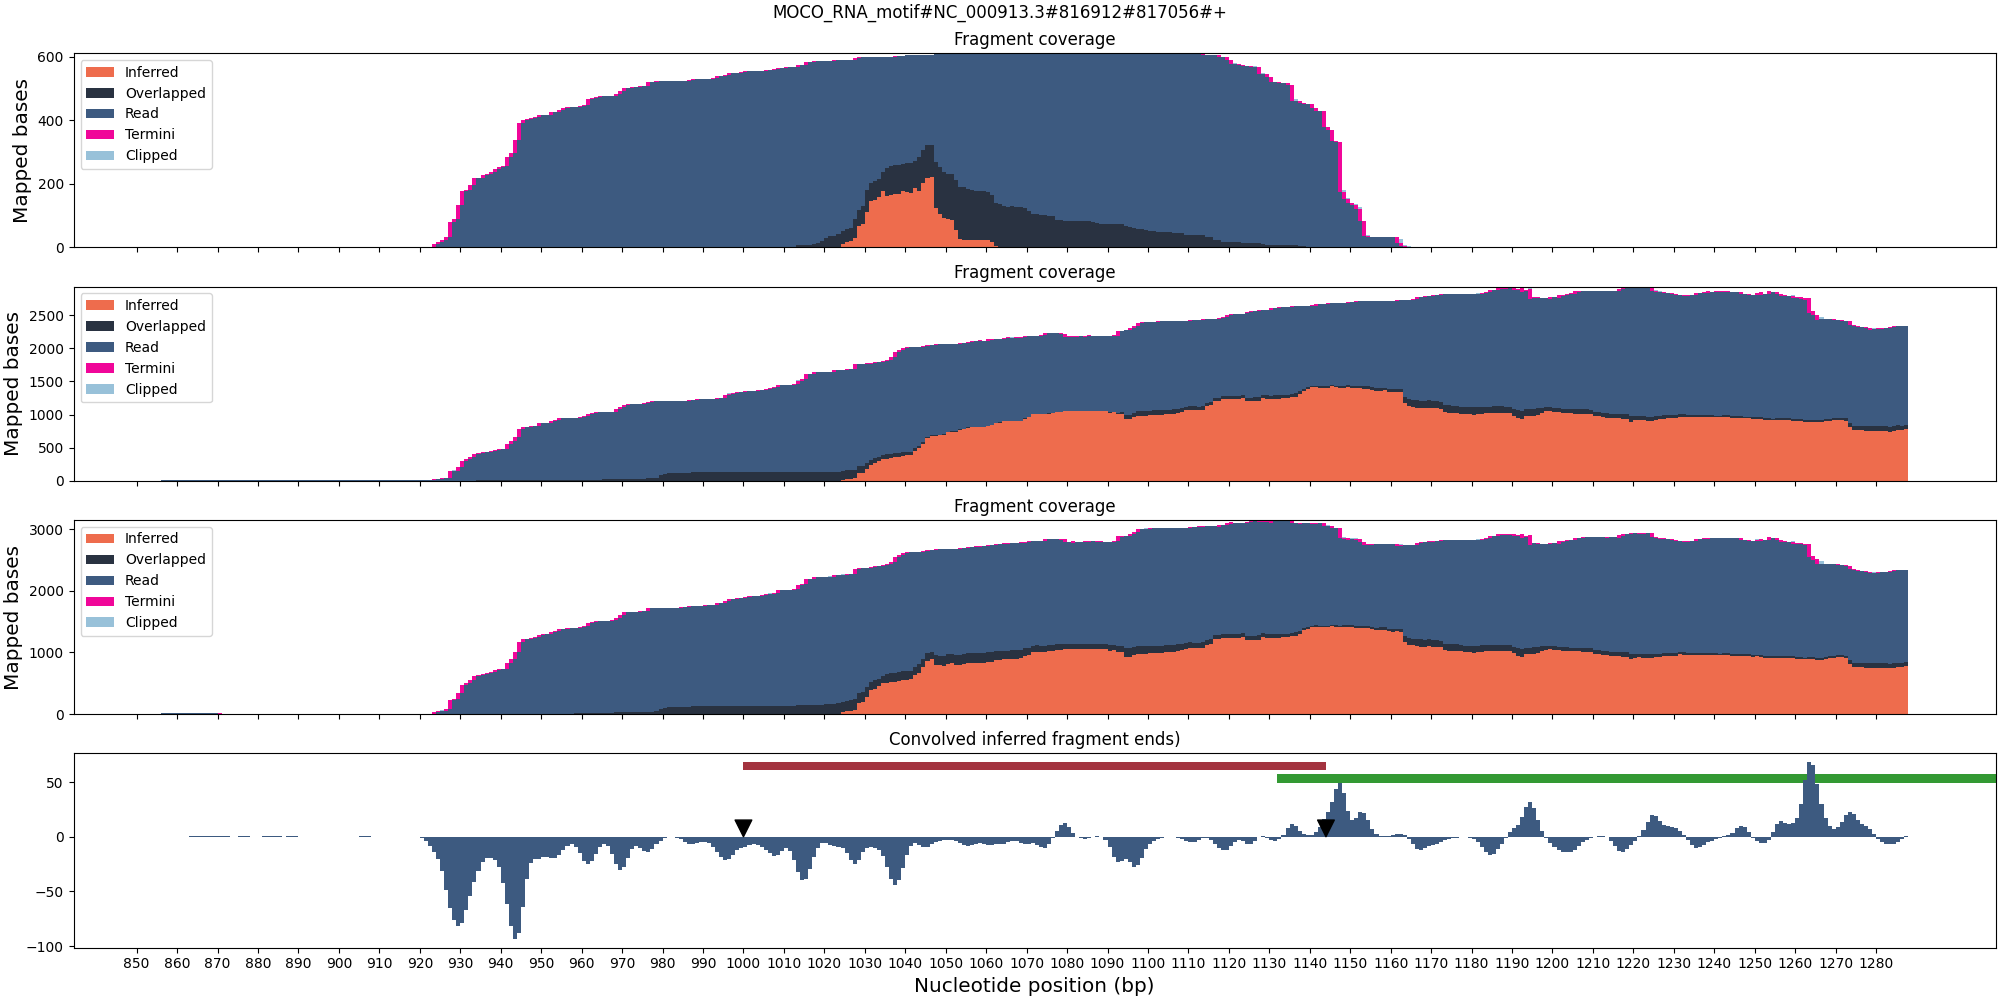 MOCO_RNA_motif#NC_000913.3#816912#817056#+
Fragment coverage
Mapped bases
600
400
200
0
Inferred
Overlapped
Read
Termini
Clipped
Fragment coverage
Mapped bases
2500
2000
1500
1000
500
0
Inferred
Overlapped
Read
Termini
Clipped
Fragment coverage
Mapped bases
3000
2000
1000
0
Inferred
Overlapped
Read
Termini
Clipped
Convolved inferred fragment ends)
50
0
−50
−100
850 860 870 880 890 900 910 920 930 940 950 960 970 980 990 1000 1010 1020 1030 1040 1050 1060 1070 1080 1090 1100 1110 1120 1130 1140 1150 1160 1170 1180 1190 1200 1210 1220 1230 1240 1250 1260 1270 1280
Nucleotide position (bp)